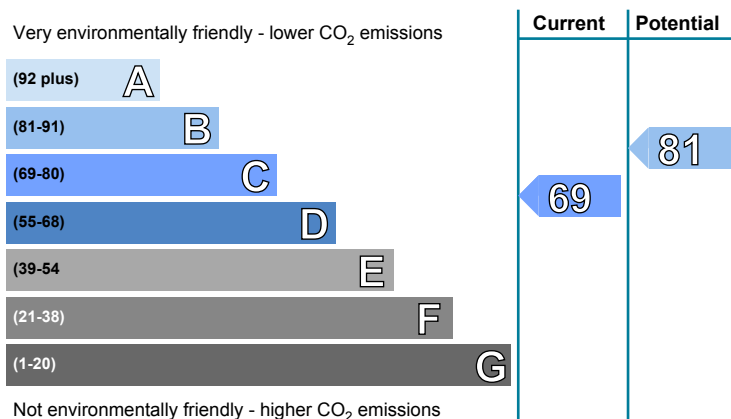 Very environmentally friendly - lower CO2 emissions
Current
Potential
(92 plus) A
(81-91) B
81
(69-80) C
69
(55-68) D
(39-54 E
(21-38) F
(1-20) G
Not environmentally friendly - higher CO2 emissions